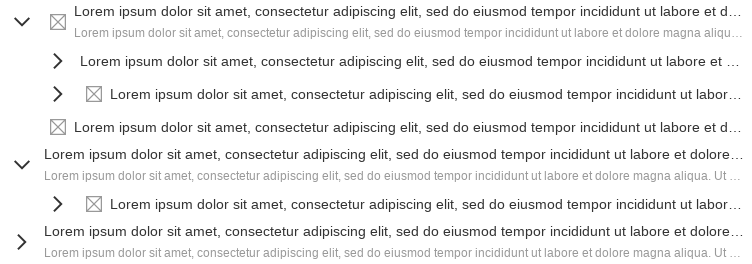 Lorem ipsum dolor sit amet, consectetur adipiscing elit, sed do eiusmod tempor incididunt ut labore et d…
Lorem ipsum dolor sit amet, consectetur adipiscing elit, sed do eiusmod tempor incididunt ut labore et dolore magna aliqu…
Lorem ipsum dolor sit amet, consectetur adipiscing elit, sed do eiusmod tempor incididunt ut labore et …
Lorem ipsum dolor sit amet, consectetur adipiscing elit, sed do eiusmod tempor incididunt ut labor…
Lorem ipsum dolor sit amet, consectetur adipiscing elit, sed do eiusmod tempor incididunt ut labore et d…
Lorem ipsum dolor sit amet, consectetur adipiscing elit, sed do eiusmod tempor incididunt ut labore et dolore…
Lorem ipsum dolor sit amet, consectetur adipiscing elit, sed do eiusmod tempor incididunt ut labore et dolore magna aliqua. Ut …
Lorem ipsum dolor sit amet, consectetur adipiscing elit, sed do eiusmod tempor incididunt ut labor…
Lorem ipsum dolor sit amet, consectetur adipiscing elit, sed do eiusmod tempor incididunt ut labore et dolore…
Lorem ipsum dolor sit amet, consectetur adipiscing elit, sed do eiusmod tempor incididunt ut labore et dolore magna aliqua. Ut …